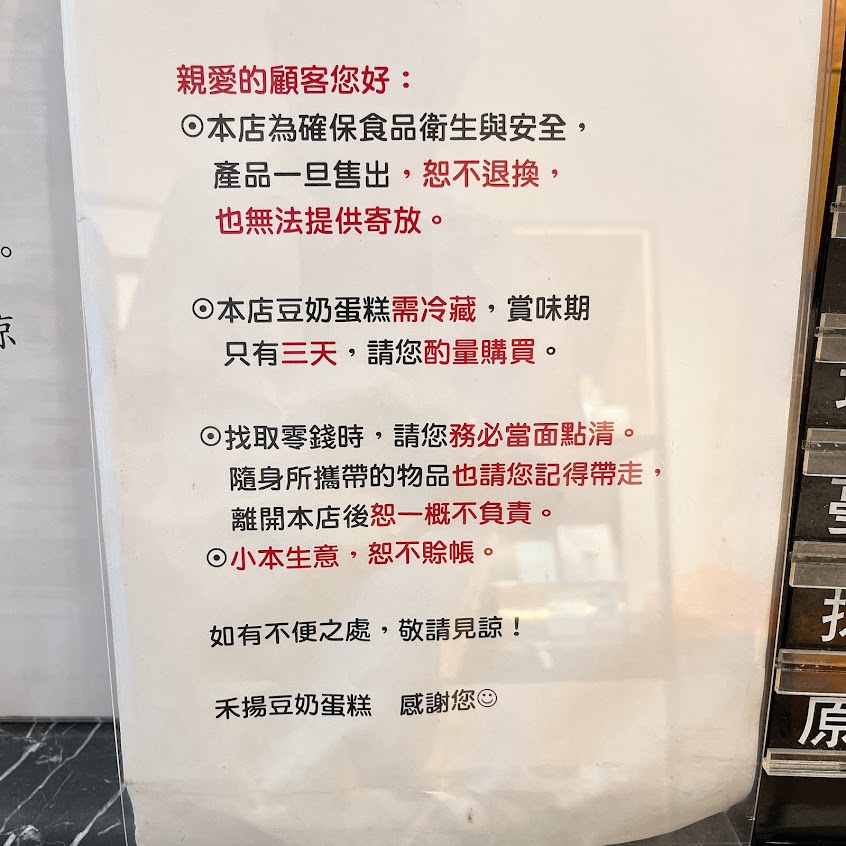 親愛的顧客您好：
⊙本店為確保食品衛生與安全，
產品一旦售出，恕不退換，
也無法提供寄放。
⊙本店豆奶蛋糕需冷藏，賞味期
只有三天，請您酌量購買。
⊙找取零錢時，請您務必當面點清。
隨身所攜帶的物品也請您記得帶走，
離開本店後恕一概不負責。
⊙小本生意，恕不賒帳。
如有不便之處，敬請見諒！
禾揚豆奶蛋糕　感謝您☺
原